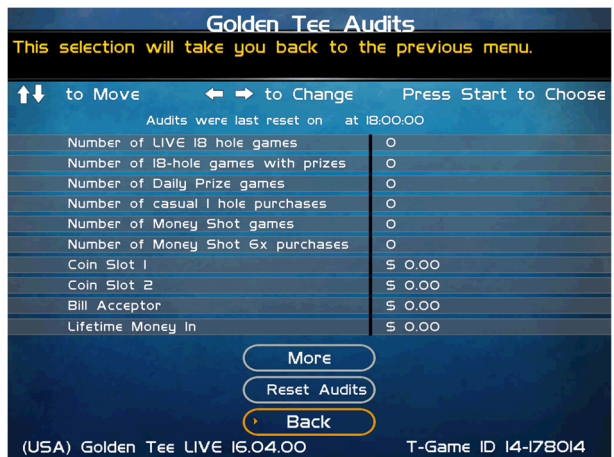 Golden Tee Audits
This selection will take you back to the previous menu.
to Move to Change Press Start to Choose
Audits were last reset on at 18:00:00
Number of LIVE 18 hole games 0
Number of 18-hole games with prizes 0
Number of Daily Prize games 0
Number of casual 1 hole purchases 0
Number of Money Shot games 0
Number of Money Shot 6x purchases 0
Coin Slot 1 $ 0.00
Coin Slot 2 $ 0.00
Bill Acceptor $ 0.00
Lifetime Money In $ 0.00
More
Reset Audits
Back
(USA) Golden Tee LIVE 16.04.00 T-Game ID 14-178014